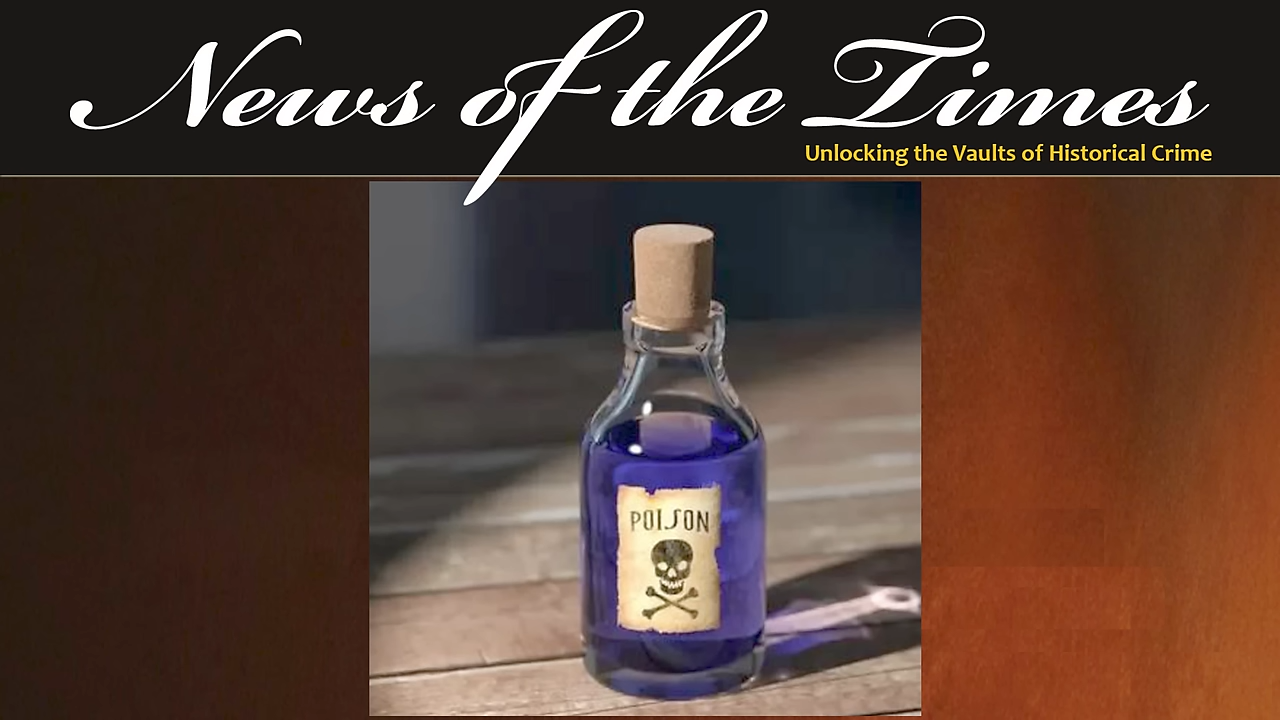 News of the Times
Unlocking the Vaults of Historical Crime
POISON